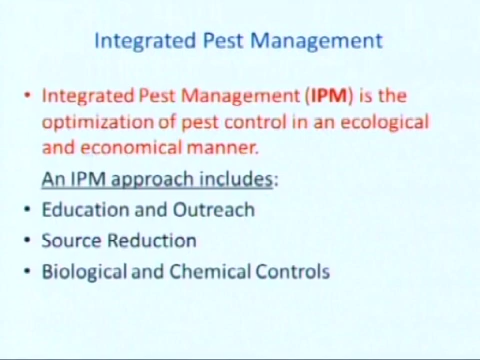 Integrated Pest Management
• Integrated Pest Management (IPM) is the
optimization of pest control in an ecological
and economical manner.
An IPM approach includes:
• Education and Outreach
• Source Reduction
• Biological and Chemical Controls